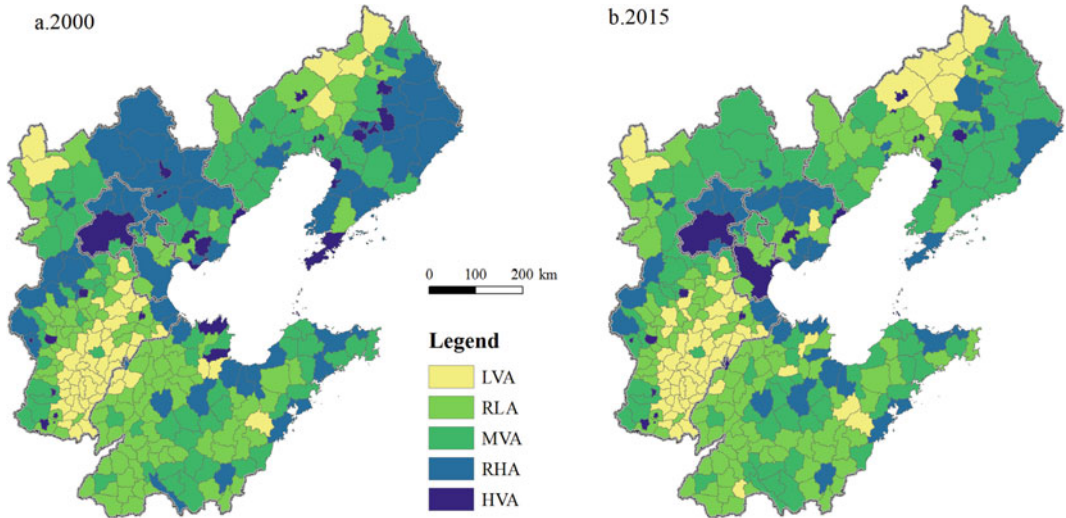 a.2000
b.2015
0 100 200 km
Legend
LVA
RLA
MVA
RHA
HVA